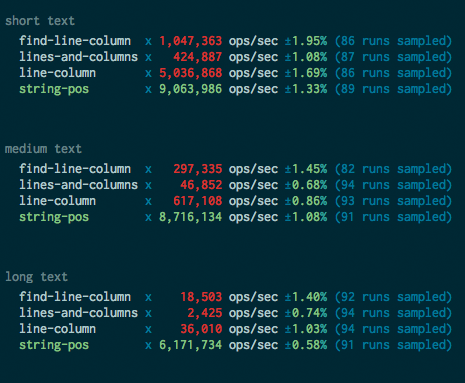 short text
find-line-column x 1,047,363 ops/sec ±1.95% (86 runs sampled)
lines-and-columns x 424,887 ops/sec ±1.08% (87 runs sampled)
line-column x 5,036,868 ops/sec ±1.69% (86 runs sampled)
string-pos x 9,063,986 ops/sec ±1.33% (89 runs sampled)
medium text
find-line-column x 297,335 ops/sec ±1.45% (82 runs sampled)
lines-and-columns x 46,852 ops/sec ±0.68% (94 runs sampled)
line-column x 617,108 ops/sec ±0.86% (93 runs sampled)
string-pos x 8,716,134 ops/sec ±1.08% (91 runs sampled)
long text
find-line-column x 18,503 ops/sec ±1.40% (92 runs sampled)
lines-and-columns x 2,425 ops/sec ±0.74% (94 runs sampled)
line-column x 36,010 ops/sec ±1.03% (94 runs sampled)
string-pos x 6,171,734 ops/sec ±0.58% (91 runs sampled)